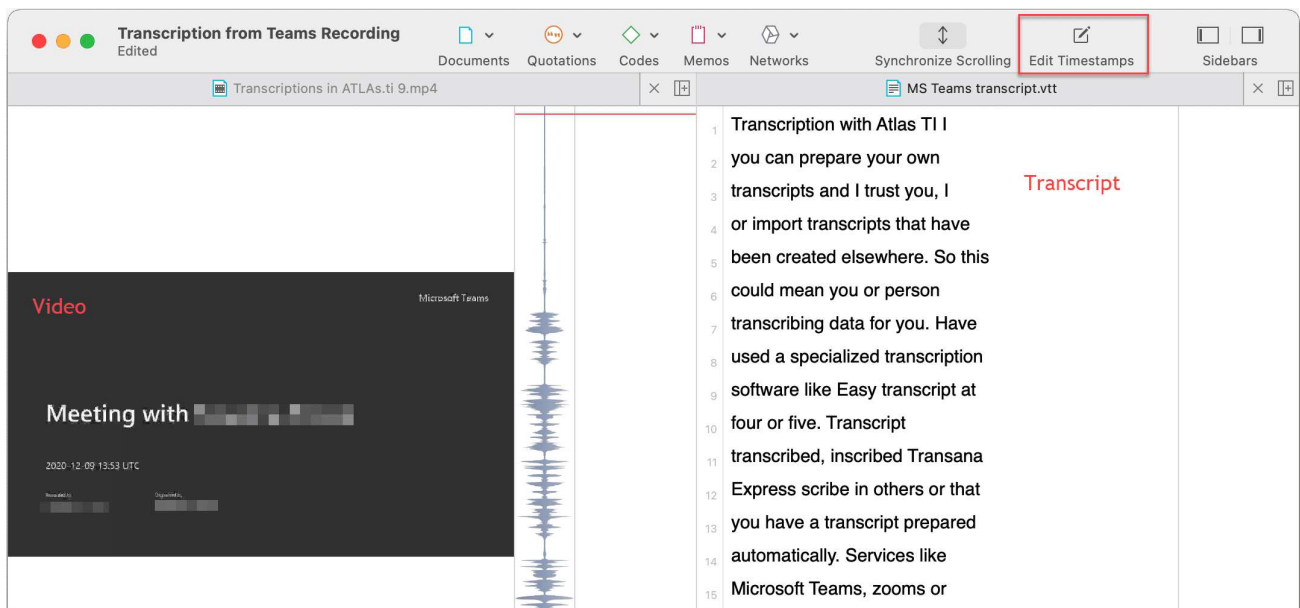 Transcription from Teams Recording
Edited
Documents
Quotations
Codes
Memos
Networks
Synchronize Scrolling
Edit Timestamps
Sidebars
Transcriptions in ATLAs.ti 9.mp4
MS Teams transcript.vtt
Video
Microsoft Teams
Meeting with
2020-12-09 13:53 UTC
Recorded by
Organized by
Transcript
1 Transcription with Atlas TI I
2 you can prepare your own
3 transcripts and I trust you, I
4 or import transcripts that have
5 been created elsewhere. So this
6 could mean you or person
7 transcribing data for you. Have
8 used a specialized transcription
9 software like Easy transcript at
10 four or five. Transcript
11 transcribed, inscribed Transana
12 Express scribe in others or that
13 you have a transcript prepared
14 automatically. Services like
15 Microsoft Teams, zooms or